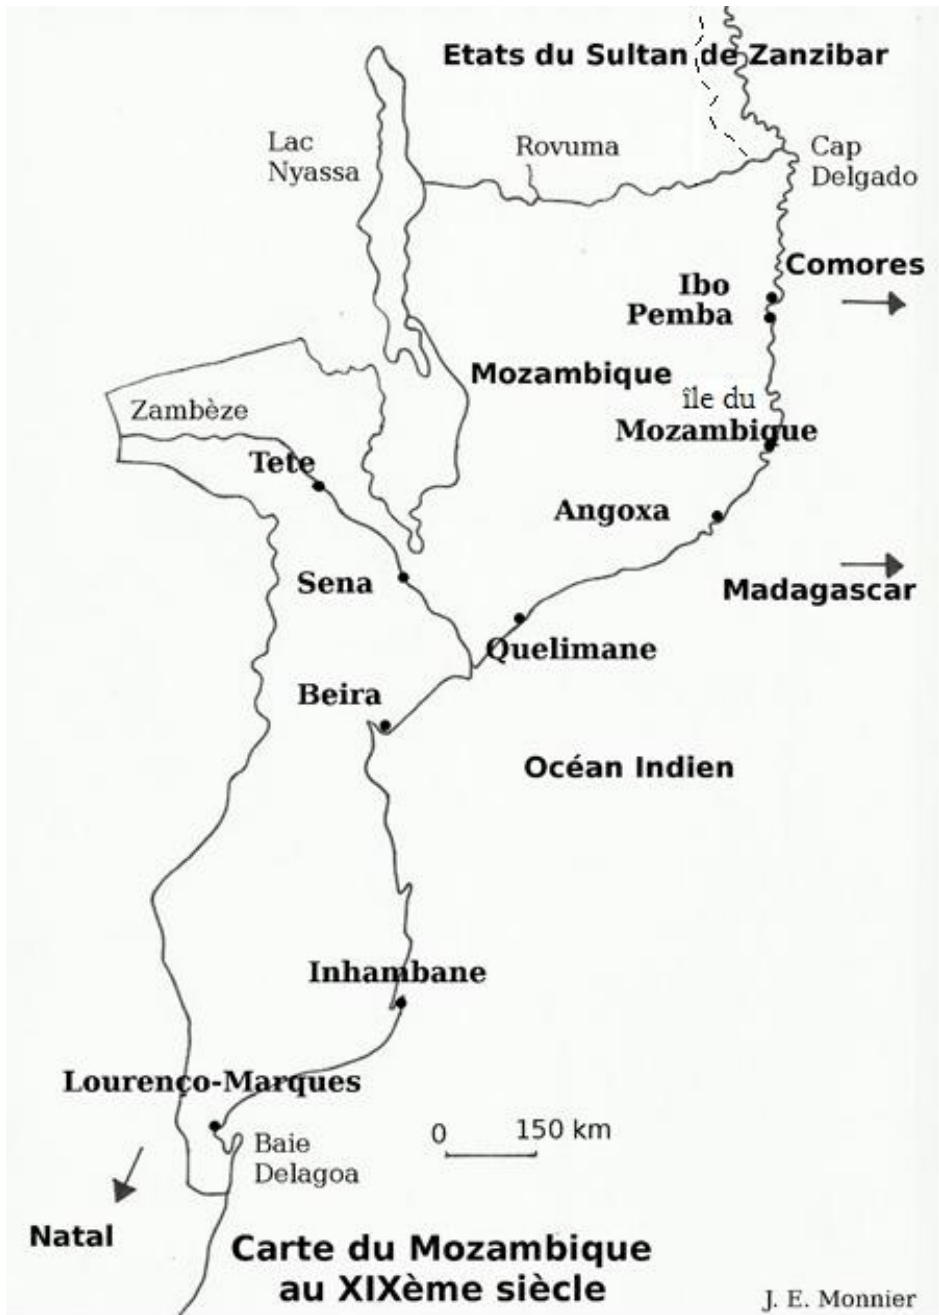 Etats du Sultan de Zanzibar
Lac
Nyassa
Rovuma
Cap
Delgado
Comores
Ibo
Pemba
Mozambique
île du
Mozambique
Zambèze
Tete
Angoxa
Sena
Madagascar
Quelimane
Beira
Océan Indien
Inhambane
Lourenço-Marques
0 150 km
Baie
Delagoa
Natal
Carte du Mozambique
au XIXème siècle
J. E. Monnier